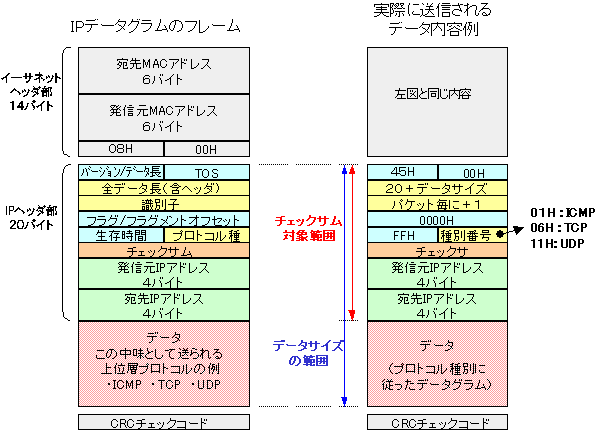 IPデータグラムのフレーム
実際に送信される
データ内容例
イーサネット
ヘッダ部
14バイト
宛先MACアドレス
6バイト
発信元MACアドレス
6バイト
08H 00H
左図と同じ内容
IPヘッダ部
20バイト
バージョン/データ長 TOS
全データ長(含ヘッダ)
識別子
フラグ/フラグメントオフセット
生存時間 プロトコル種
チェックサム
発信元IPアドレス
4バイト
宛先IPアドレス
4バイト
データ
この中味として送られる
上位層プロトコルの例
・ICMP ・TCP ・UDP
CRCチェックコード
チェックサム
対象範囲
データサイズ
の範囲
45H 00H
20+データサイズ
パケット毎に+1
0000H
FFH 種別番号
チェックサ
発信元IPアドレス
4バイト
宛先IPアドレス
4バイト
データ
(プロトコル種別に
従ったデータグラム)
CRCチェックコード
01H:ICMP
06H:TCP
11H:UDP